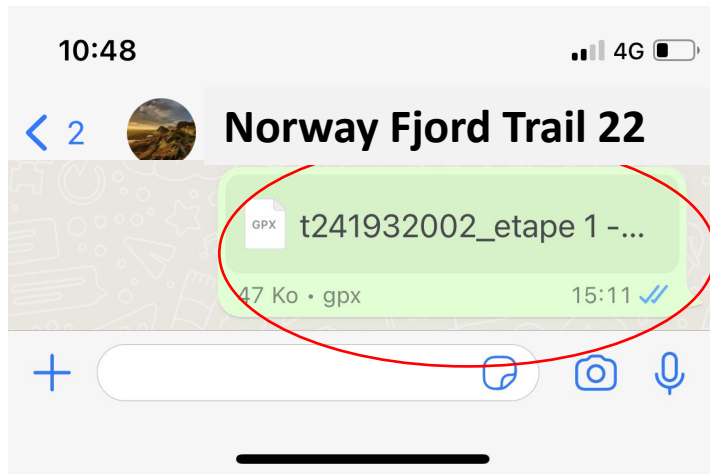 10:48 4G
2 Norway Fjord Trail 22
GPX t241932002_etape 1 -...
47 Ko • gpx 15:11